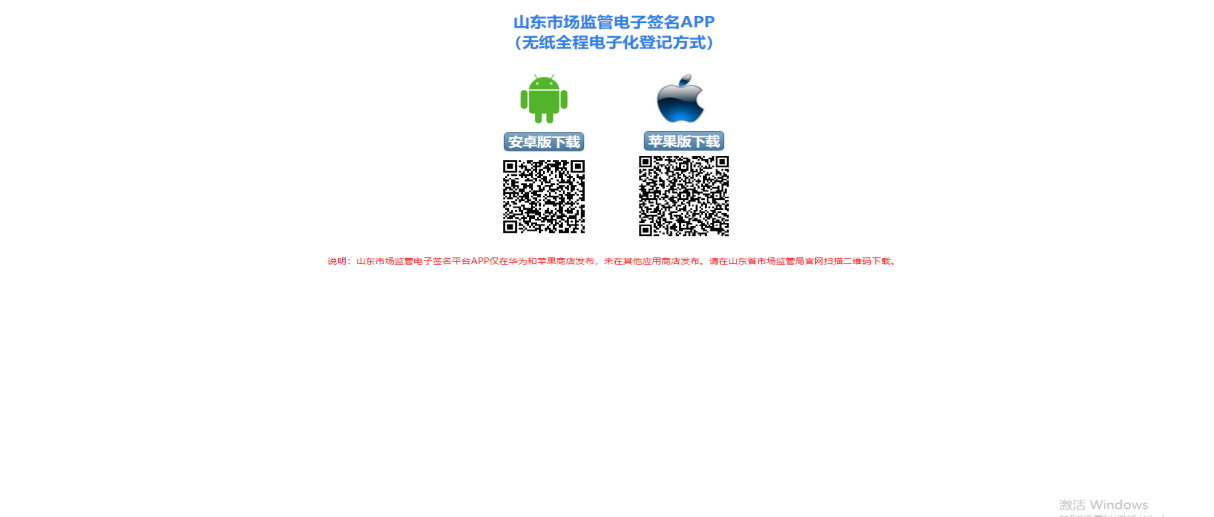 山东市场监管电子签名APP
（无纸全程电子化登记方式）
安卓版下载
苹果版下载
说明：山东市场监管电子签名平台APP仅在华为和苹果商店发布，未在其他应用商店发布。请在山东省市场监管局官网扫描二维码下载。
激活 Windows